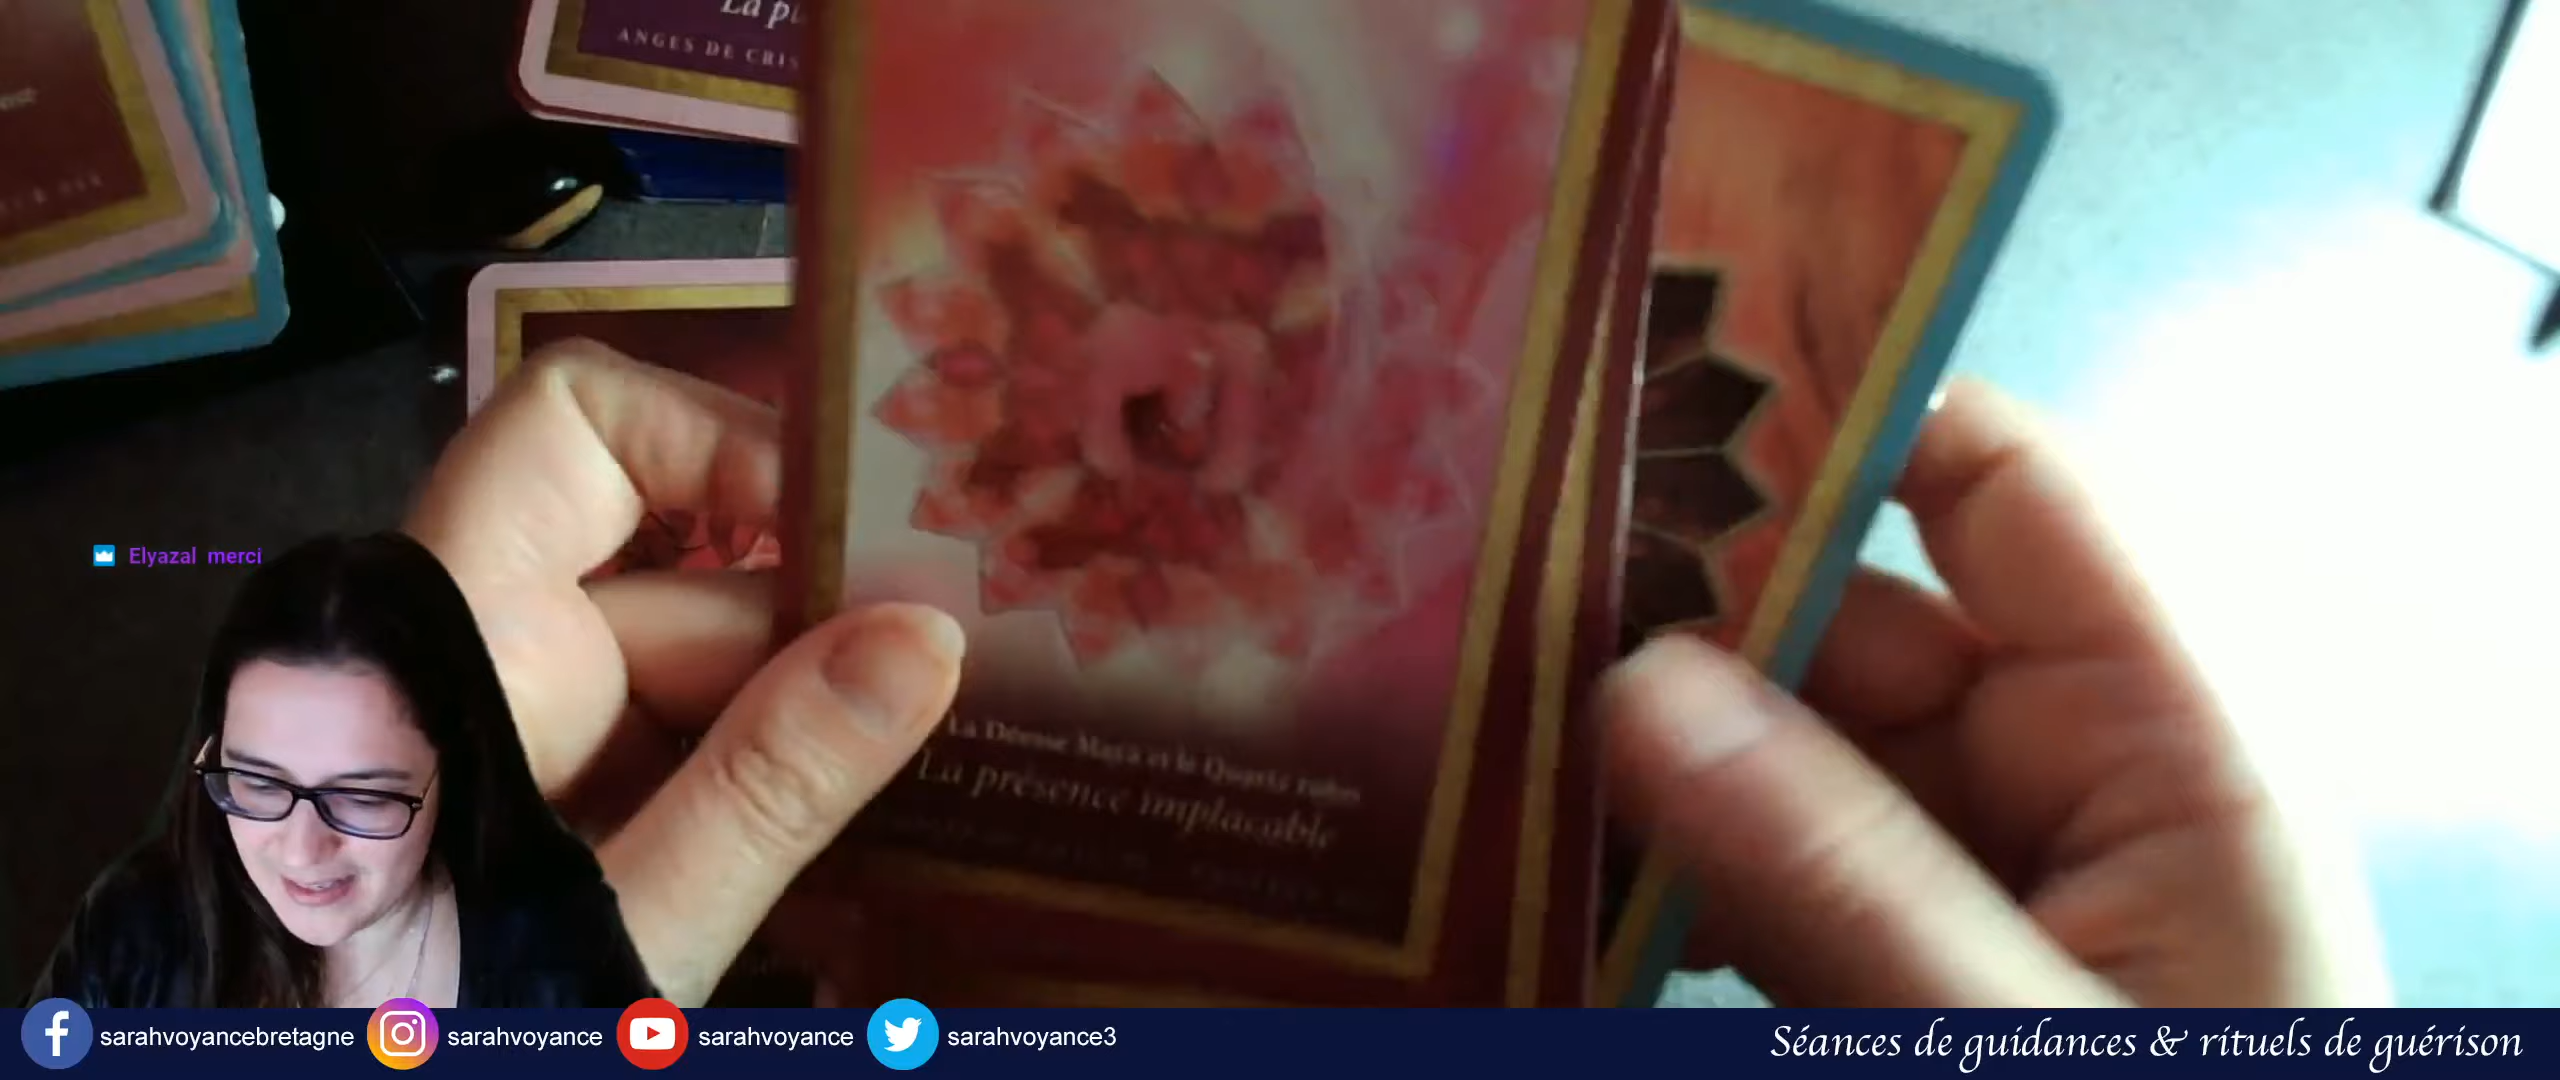 La
ANGES DE CRIS
Elyazal merci
La Déesse Maya et le Quartz rubis
La présence implacable
sarahvoyancebretagne
sarahvoyance
sarahvoyance
sarahvoyance3
Séances de guidances & rituels de guérison